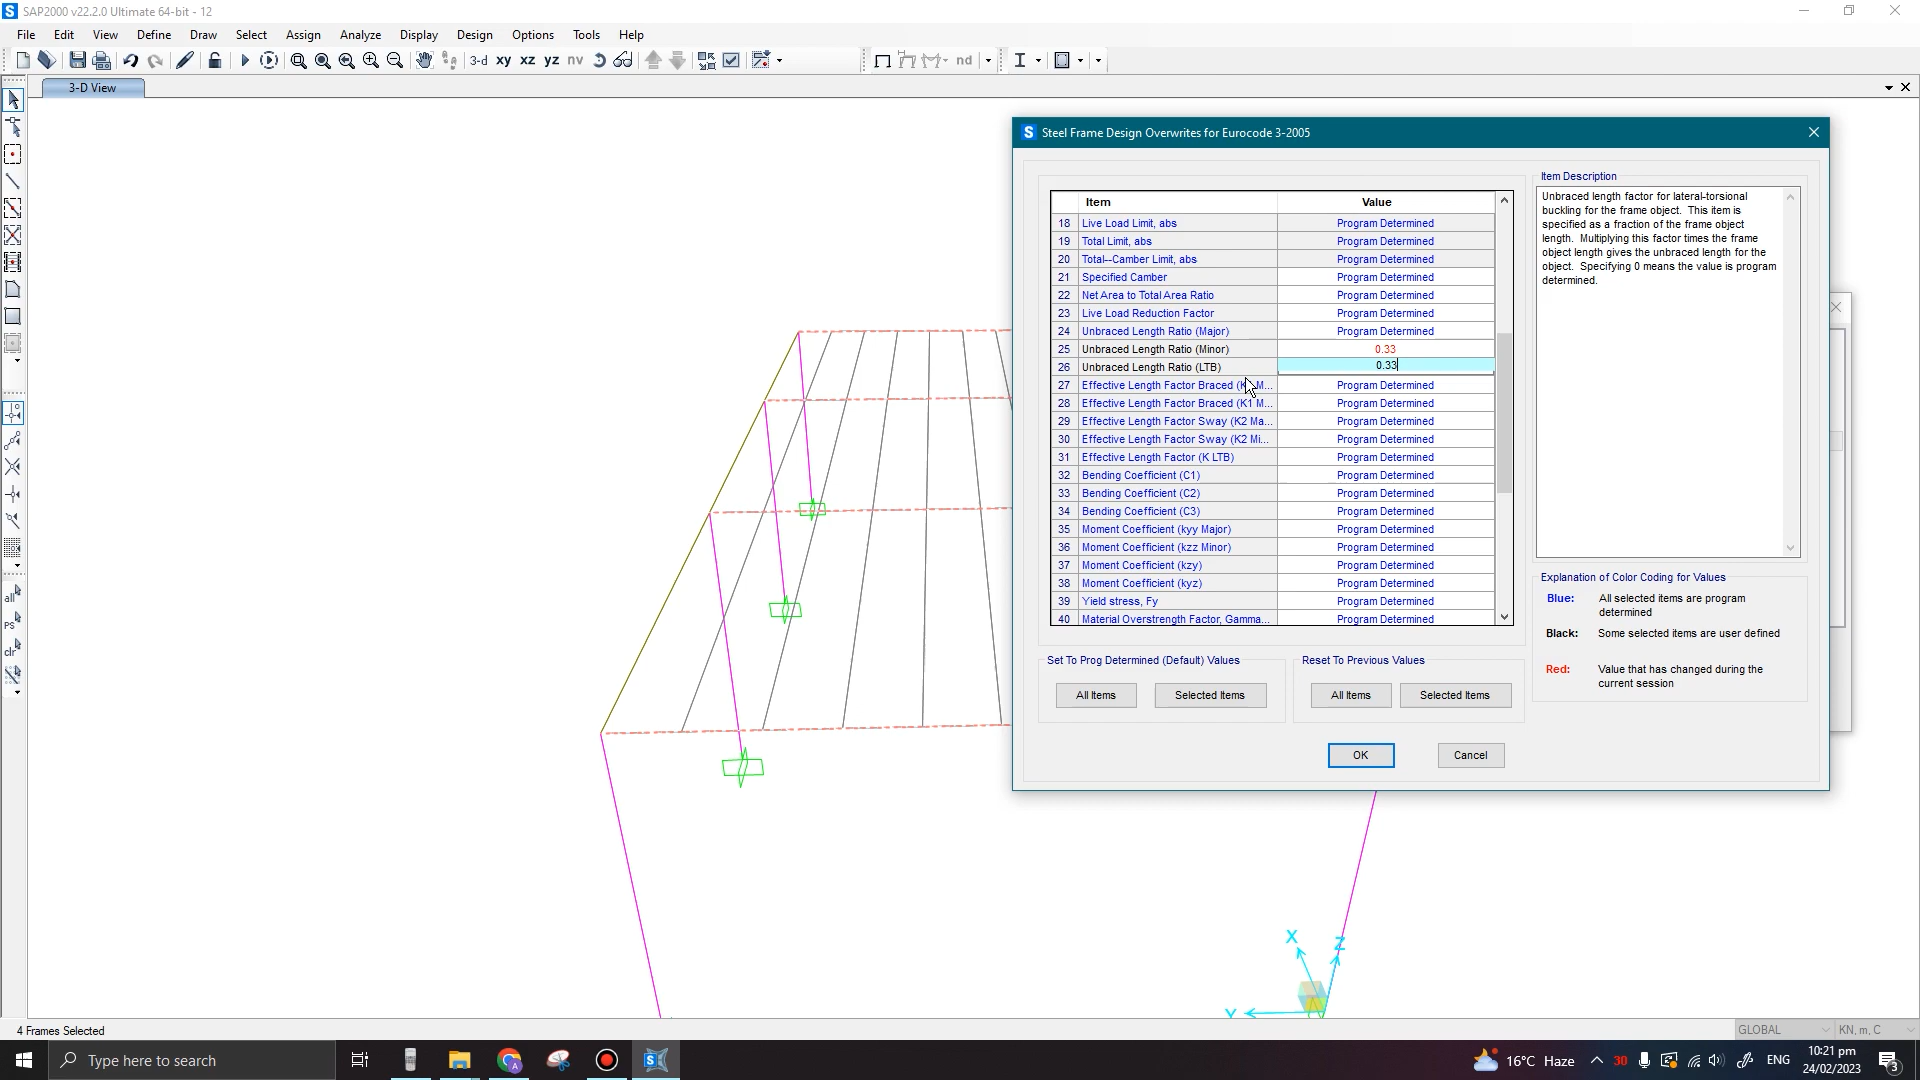 SAP2000 v22.2.0 Ultimate 64-bit - 12
File Edit View Define Draw Select Assign Analyze Display Design Options Tools Help
3-d xy xz yz nv nd
3-D View
all
PS
clr
Steel Frame Design Overwrites for Eurocode 3-2005
Item Value
18 Live Load Limit, abs Program Determined
19 Total Limit, abs Program Determined
20 Total--Camber Limit, abs Program Determined
21 Specified Camber Program Determined
22 Net Area to Total Area Ratio Program Determined
23 Live Load Reduction Factor Program Determined
24 Unbraced Length Ratio (Major) Program Determined
25 Unbraced Length Ratio (Minor) 0.33
26 Unbraced Length Ratio (LTB) 0.33
27 Effective Length Factor Braced (K1 M... Program Determined
28 Effective Length Factor Braced (K1 M... Program Determined
29 Effective Length Factor Sway (K2 Ma... Program Determined
30 Effective Length Factor Sway (K2 Mi... Program Determined
31 Effective Length Factor (K LTB) Program Determined
32 Bending Coefficient (C1) Program Determined
33 Bending Coefficient (C2) Program Determined
34 Bending Coefficient (C3) Program Determined
35 Moment Coefficient (kyy Major) Program Determined
36 Moment Coefficient (kzz Minor) Program Determined
37 Moment Coefficient (kzy) Program Determined
38 Moment Coefficient (kyz) Program Determined
39 Yield stress, Fy Program Determined
40 Material Overstrength Factor, Gamma... Program Determined
Item Description
Unbraced length factor for lateral-torsional
buckling for the frame object. This item is
specified as a fraction of the frame object
length. Multiplying this factor times the frame
object length gives the unbraced length for the
object. Specifying 0 means the value is program
determined.
Explanation of Color Coding for Values
Blue: All selected items are program
determined
Black: Some selected items are user defined
Red: Value that has changed during the
current session
Set To Prog Determined (Default) Values
All Items Selected Items
Reset To Previous Values
All Items Selected Items
OK Cancel
X Z
Y
4 Frames Selected
GLOBAL KN, m, C
Type here to search
16°C Haze 30 ENG
10:21 pm
24/02/2023
3